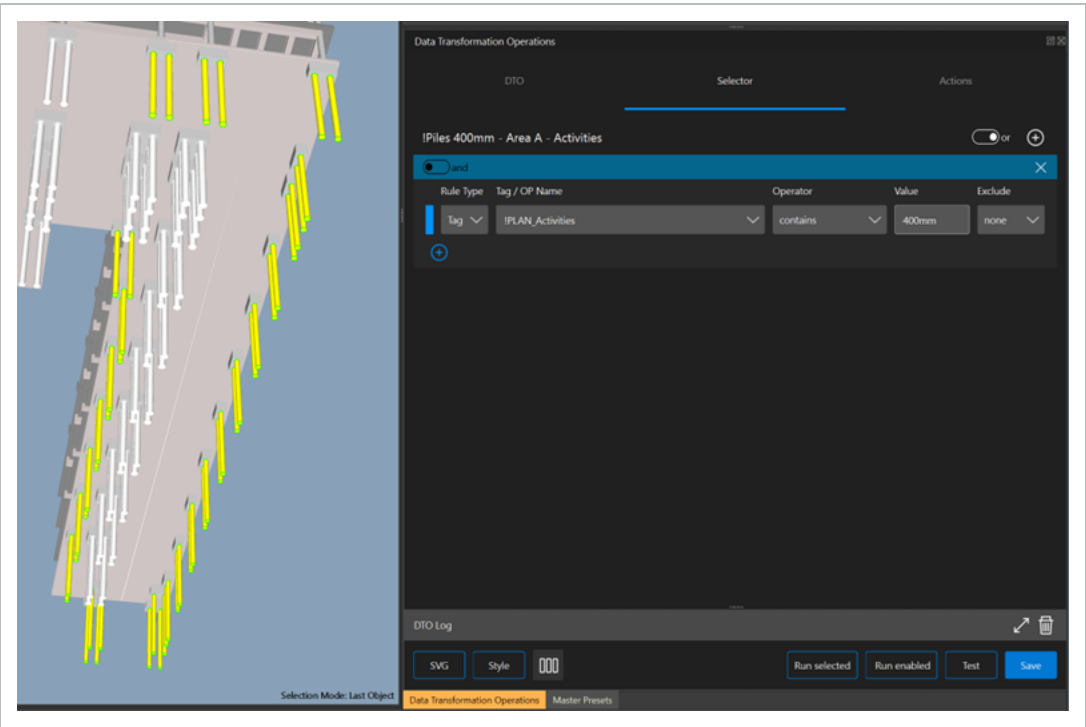 Data Transformation Operations
DTO Selector Actions
!Piles 400mm - Area A - Activities or
and
Rule Type Tag / OP Name Operator Value Exclude
Tag !PLAN_Activities contains 400mm none
DTO Log
SVG Style Run selected Run enabled Test Save
Selection Mode: Last Object
Data Transformation Operations Master Presets